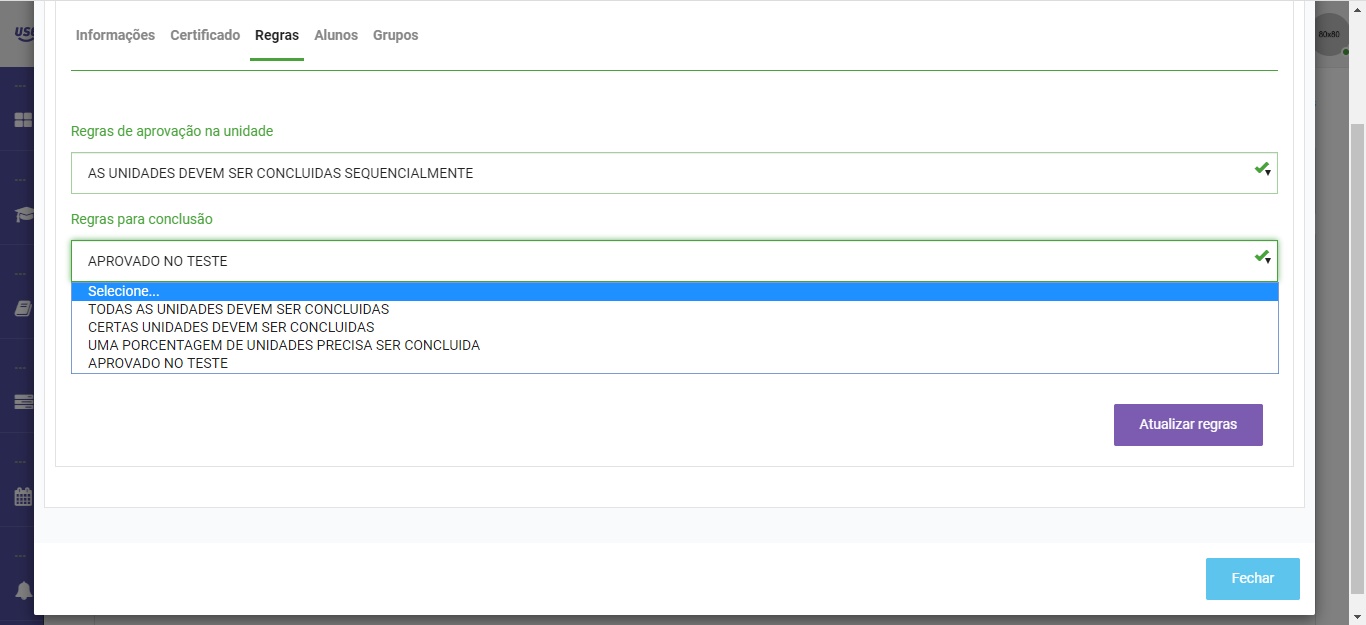 Informações Certificado Regras Alunos Grupos
80x80
Regras de aprovação na unidade
AS UNIDADES DEVEM SER CONCLUIDAS SEQUENCIALMENTE
Regras para conclusão
APROVADO NO TESTE
Selecione...
TODAS AS UNIDADES DEVEM SER CONCLUIDAS
CERTAS UNIDADES DEVEM SER CONCLUIDAS
UMA PORCENTAGEM DE UNIDADES PRECISA SER CONCLUIDA
APROVADO NO TESTE
Atualizar regras
Fechar